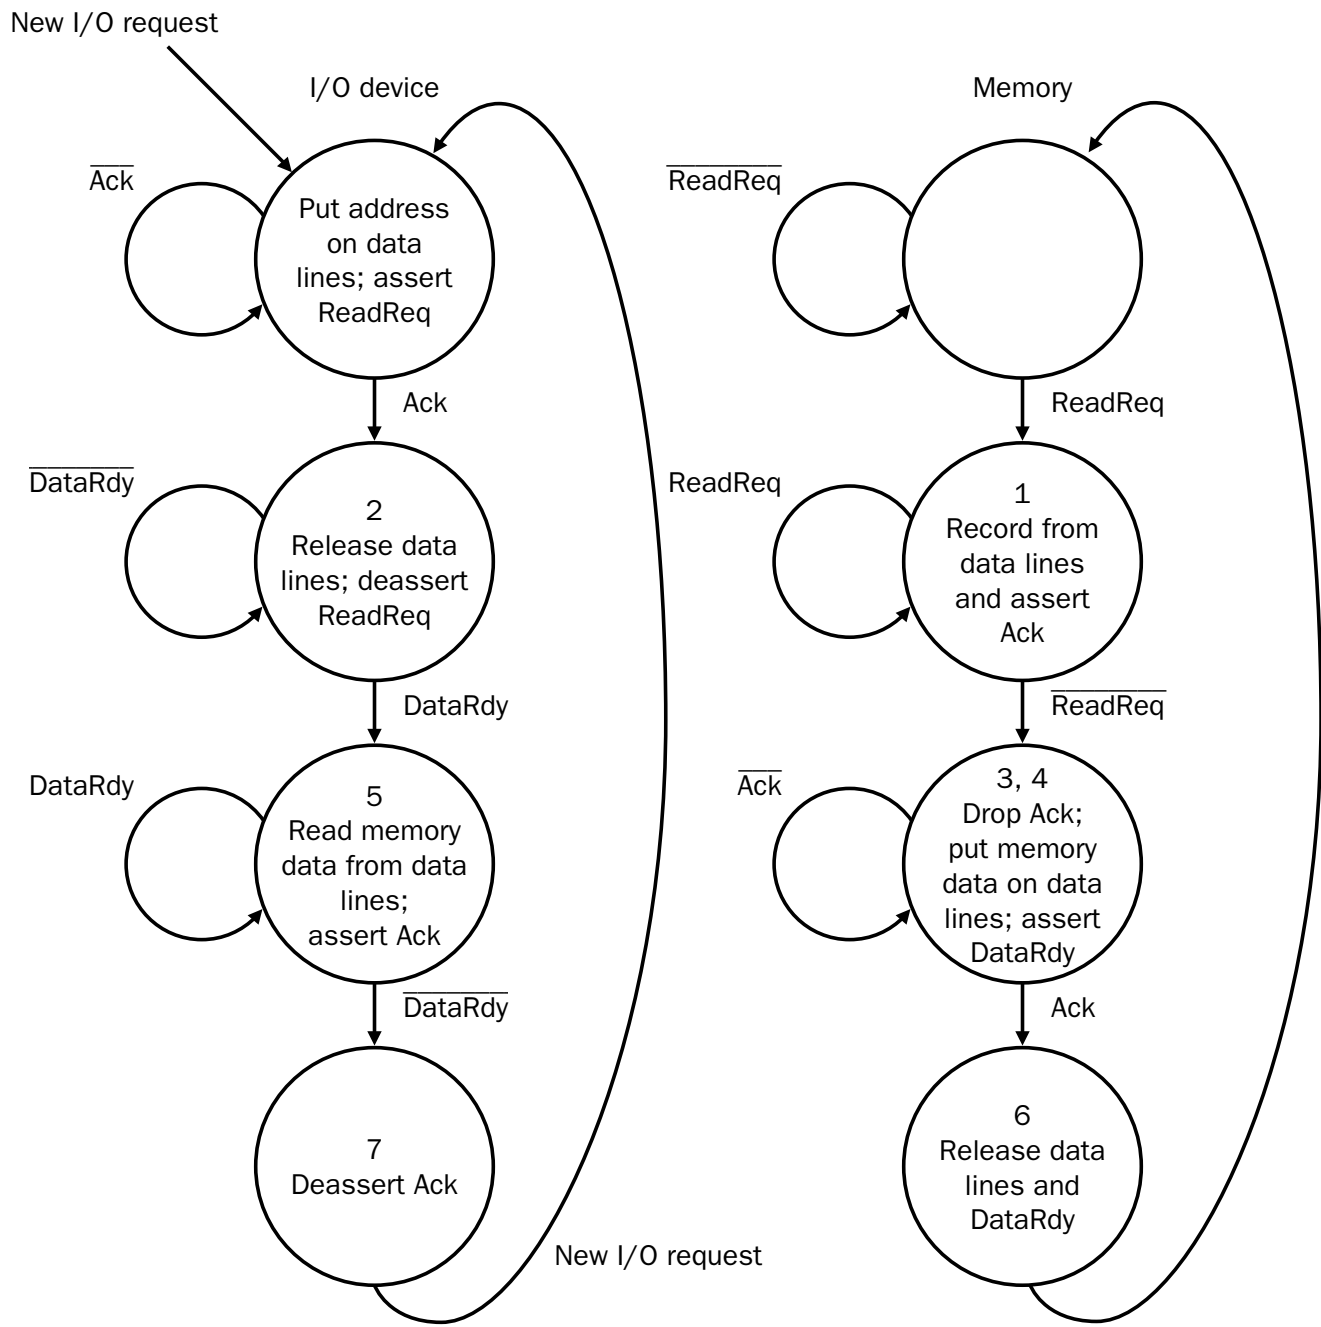 New I/O request
I/O device
Memory
Ack
ReadReq
Put address
on data
lines; assert
ReadReq
Ack
ReadReq
DataRdy
ReadReq
2
Release data
lines; deassert
ReadReq
1
Record from
data lines
and assert
Ack
DataRdy
ReadReq
DataRdy
Ack
5
Read memory
data from data
lines;
assert Ack
3, 4
Drop Ack;
put memory
data on data
lines; assert
DataRdy
DataRdy
Ack
7
Deassert Ack
6
Release data
lines and
DataRdy
New I/O request